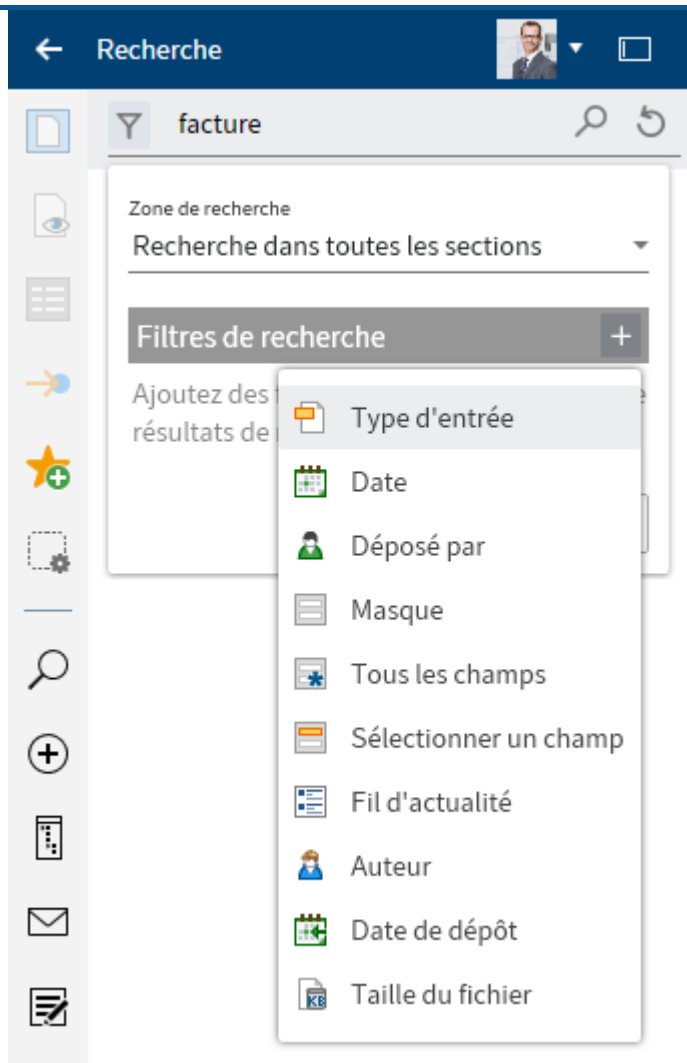 Recherche
facture
Zone de recherche
Recherche dans toutes les sections
Filtres de recherche
Ajoutez des
résultats de
Type d'entrée
Date
Déposé par
Masque
Tous les champs
Sélectionner un champ
Fil d'actualité
Auteur
Date de dépôt
KB
Taille du fichier